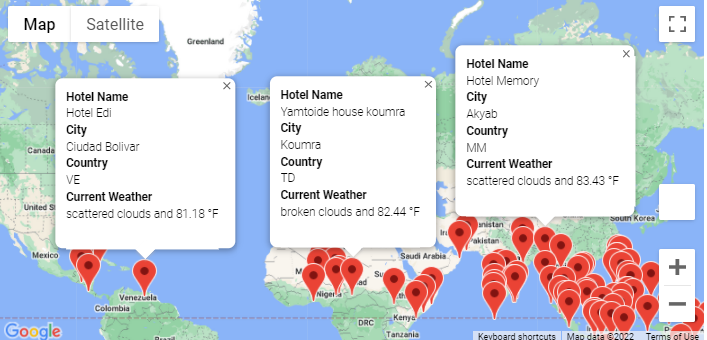 Map Satellite
Greenland
Hotel Name
Hotel Memory
City
Akyab
Country
MM
Current Weather
scattered clouds and 83.43 °F
Hotel Name
Yamtoide house koumra
City
Koumra
Country
TD
Current Weather
broken clouds and 82.44 °F
Hotel Name
Hotel Edi
City
Ciudad Bolivar
Country
VE
Current Weather
scattered clouds and 81.18 °F
Iceland
Canada
South Korea
Pakistan
Mexico
Saudi Arabia
Venezuela
Nigeria
Colombia
DRC
Kenya
Tanzania
Brazil
Google
Keyboard shortcuts
Map data ©2022
Terms of Use